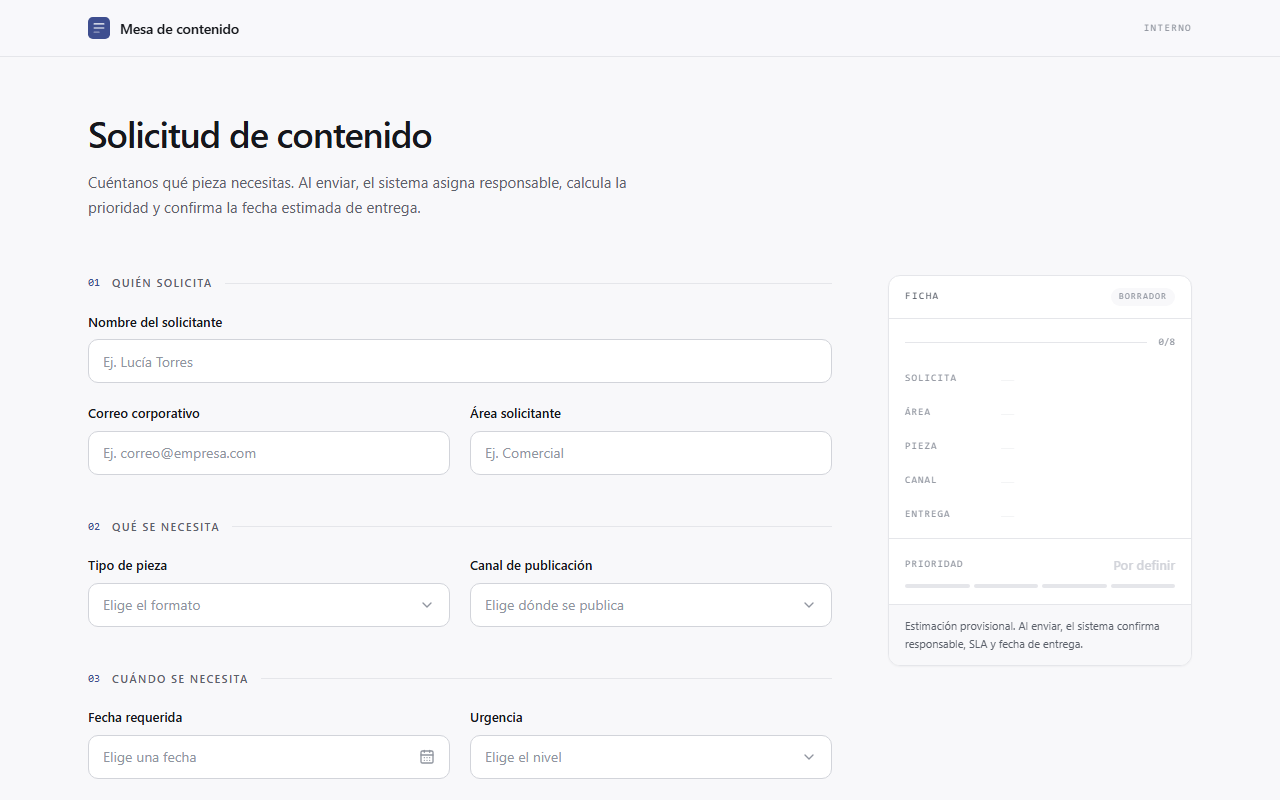 Mesa de contenido
INTERNO
Solicitud de contenido
Cuéntanos qué pieza necesitas. Al enviar, el sistema asigna responsable, calcula la
prioridad y confirma la fecha estimada de entrega.
01 QUIÉN SOLICITA
Nombre del solicitante
Ej. Lucía Torres
Correo corporativo
Ej. correo@empresa.com
Área solicitante
Ej. Comercial
02 QUÉ SE NECESITA
Tipo de pieza
Elige el formato
Canal de publicación
Elige dónde se publica
03 CUÁNDO SE NECESITA
Fecha requerida
Elige una fecha
Urgencia
Elige el nivel
FICHA
BORRADOR
0/8
SOLICITA —
ÁREA —
PIEZA —
CANAL —
ENTREGA —
PRIORIDAD Por definir
Estimación provisional. Al enviar, el sistema confirma
responsable, SLA y fecha de entrega.